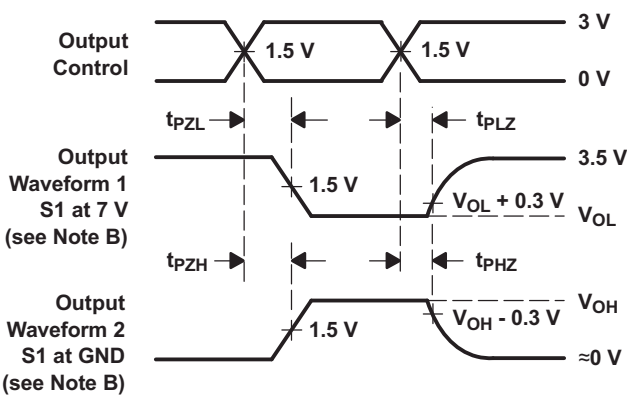 3 V
Output
Control
1.5 V
1.5 V
0 V
tPZL
tPLZ
Output
Waveform 1
S1 at 7 V
(see Note B)
3.5 V
1.5 V
VOL + 0.3 V
VOL
tPZH
tPHZ
Output
Waveform 2
S1 at GND
(see Note B)
VOH
1.5 V
VOH - 0.3 V
≈0 V